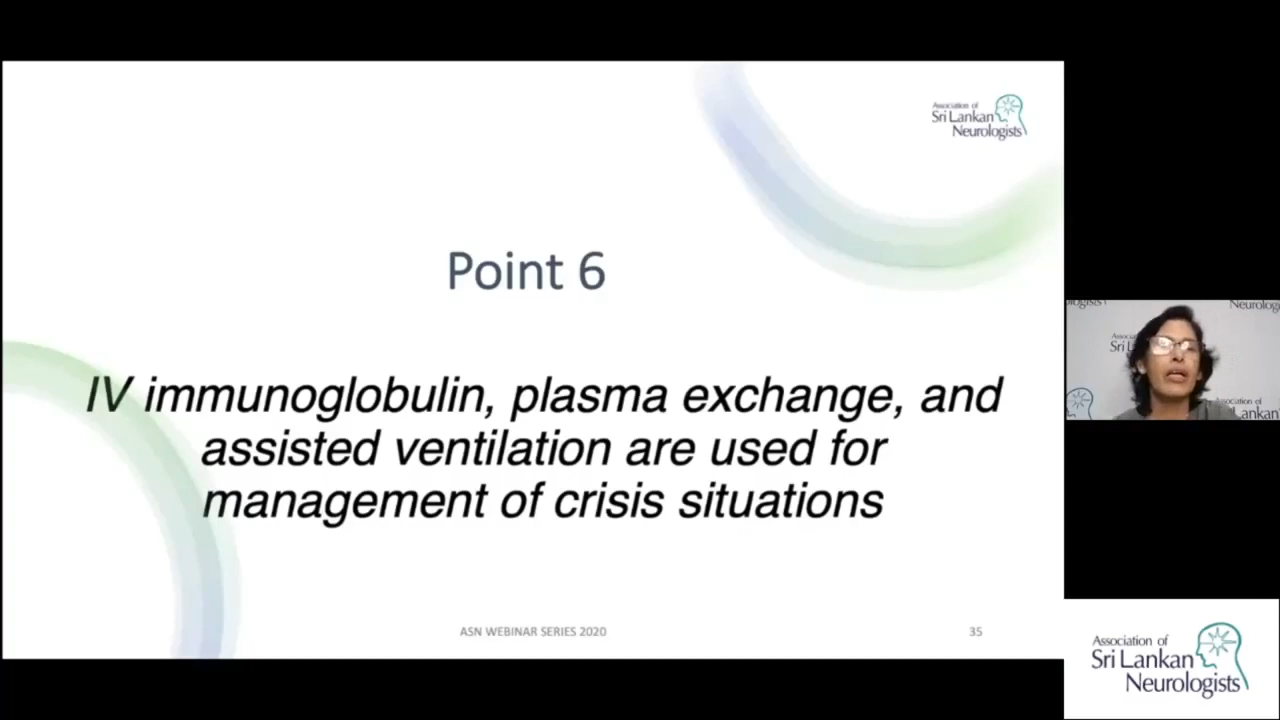 Association of
Sri Lankan
Neurologists
Point 6
IV immunoglobulin, plasma exchange, and
assisted ventilation are used for
management of crisis situations
ASN WEBINAR SERIES 2020
35
Association of
Sri Lankan
Neurologists